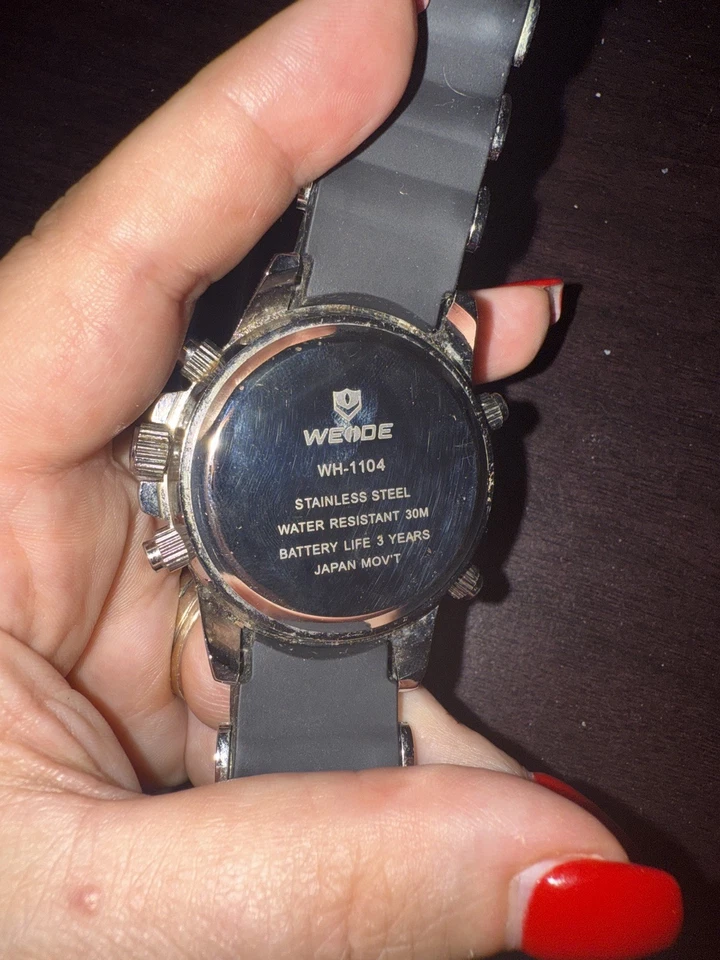 WEIDE
WH-1104
STAINLESS STEEL
WATER RESISTANT 30M
BATTERY LIFE 3 YEARS
JAPAN MOV'T